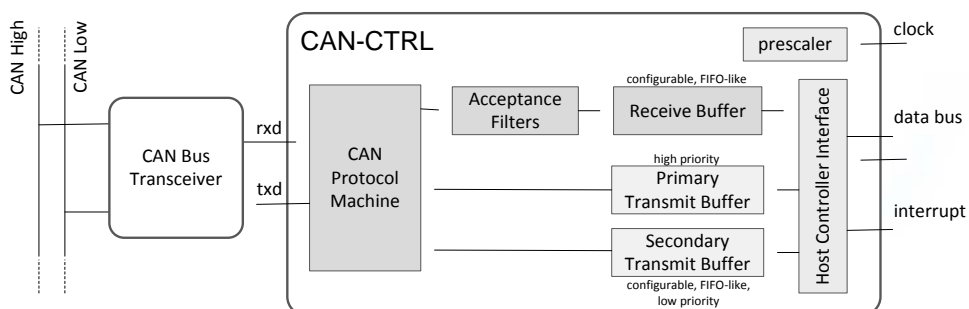 CAN High
CAN Low
CAN-CTRL
prescaler
clock
configurable, FIFO-like
Acceptance
Filters
Receive Buffer
Host Controller Interface
data bus
rxd
CAN Bus
Transceiver
CAN
Protocol
Machine
high priority
Primary
Transmit Buffer
txd
interrupt
Secondary
Transmit Buffer
configurable, FIFO-like,
low priority